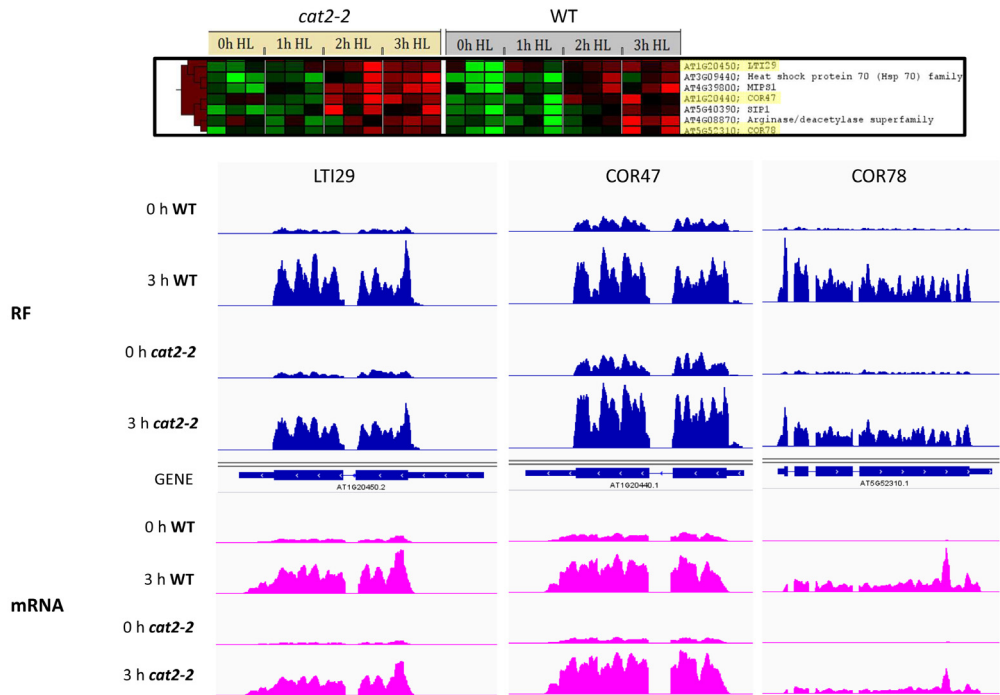 cat2-2 WT
0h HL 1h HL 2h HL 3h HL 0h HL 1h HL 2h HL 3h HL
AT1G20450; LTI29
AT3G09440; Heat shock protein 70 (Hsp 70) family
AT4G39800; MIPS1
AT1G20440; COR47
AT5G40390; SIP1
AT4G08870; Arginase/deacetylase superfamily
AT5G52310; COR78
LTI29 COR47 COR78
0 h WT
3 h WT
RF
0 h cat2-2
3 h cat2-2
GENE
AT1G20450.2 AT1G20440.1 AT5G52310.1
0 h WT
3 h WT
mRNA
0 h cat2-2
3 h cat2-2